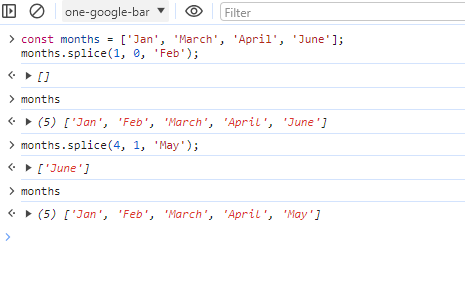 one-google-bar Filter
const months = ['Jan', 'March', 'April', 'June'];
months.splice(1, 0, 'Feb');
[]
months
(5) ['Jan', 'Feb', 'March', 'April', 'June']
months.splice(4, 1, 'May');
['June']
months
(5) ['Jan', 'Feb', 'March', 'April', 'May']